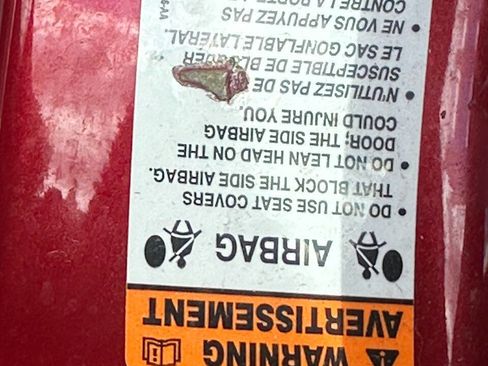 WARNING
AVERTISSEMENT
AIRBAG
• DO NOT USE SEAT COVERS
THAT BLOCK THE SIDE AIRBAG.
• DO NOT LEAN HEAD ON THE
DOOR; THE SIDE AIRBAG
COULD INJURE YOU.
• N'UTILISEZ PAS DE
SUSCEPTIBLE DE
LE SAC GONFLABLE LATÉRAL.
• NE VOUS APPUYEZ PAS
CONTRE LA